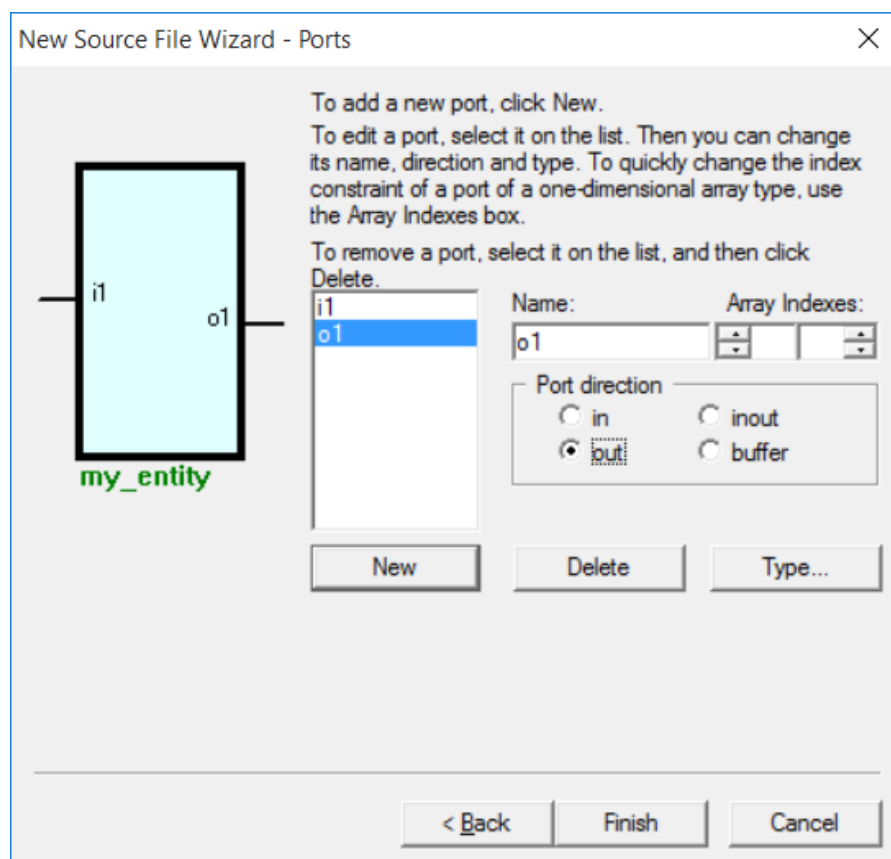 New Source File Wizard - Ports
To add a new port, click New.
To edit a port, select it on the list. Then you can change
its name, direction and type. To quickly change the index
constraint of a port of a one-dimensional array type, use
the Array Indexes box.
To remove a port, select it on the list, and then click
Delete.
i1
o1
my_entity
i1
o1
Name:
Array Indexes:
o1
Port direction
in
inout
out
buffer
New
Delete
Type...
< Back
Finish
Cancel